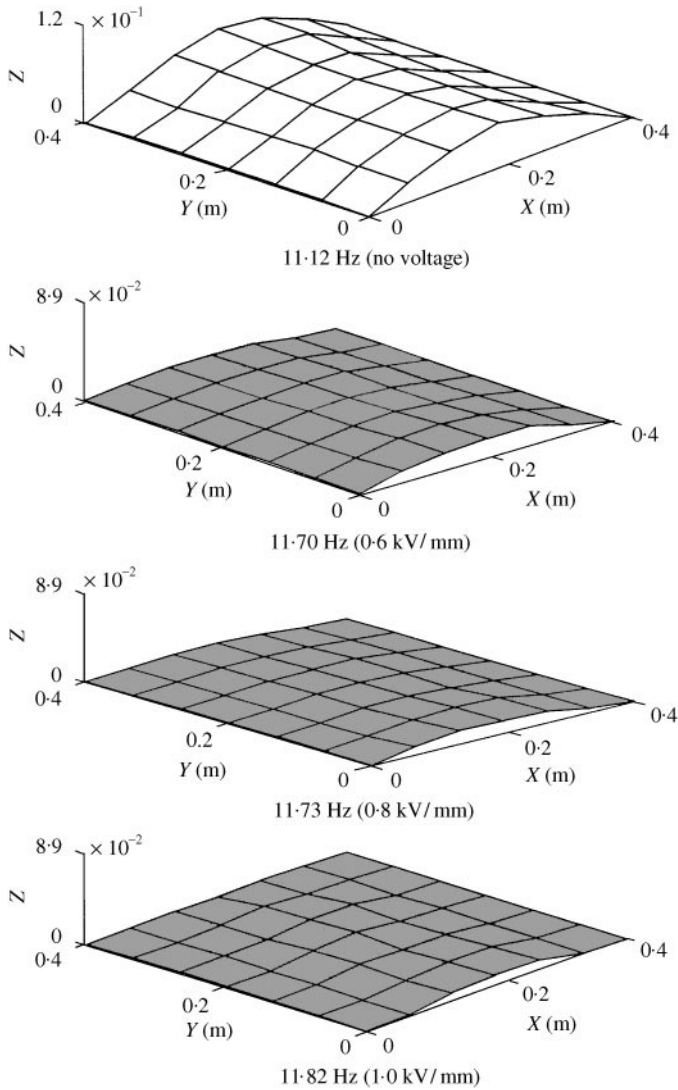 1·2 × 10⁻¹
Z
0
0·4
0·2
Y (m)
0
0
0·2
X (m)
0·4
11·12 Hz (no voltage)
8·9 × 10⁻²
Z
0
0·4
0·2
Y (m)
0
0
0·2
X (m)
0·4
11·70 Hz (0·6 kV/mm)
8·9 × 10⁻²
Z
0
0·4
0.2
Y (m)
0
0
0·2
X (m)
0·4
11·73 Hz (0·8 kV/mm)
8·9 × 10⁻²
Z
0
0·4
0·2
Y (m)
0
0
0·2
X (m)
0·4
11·82 Hz (1·0 kV/mm)